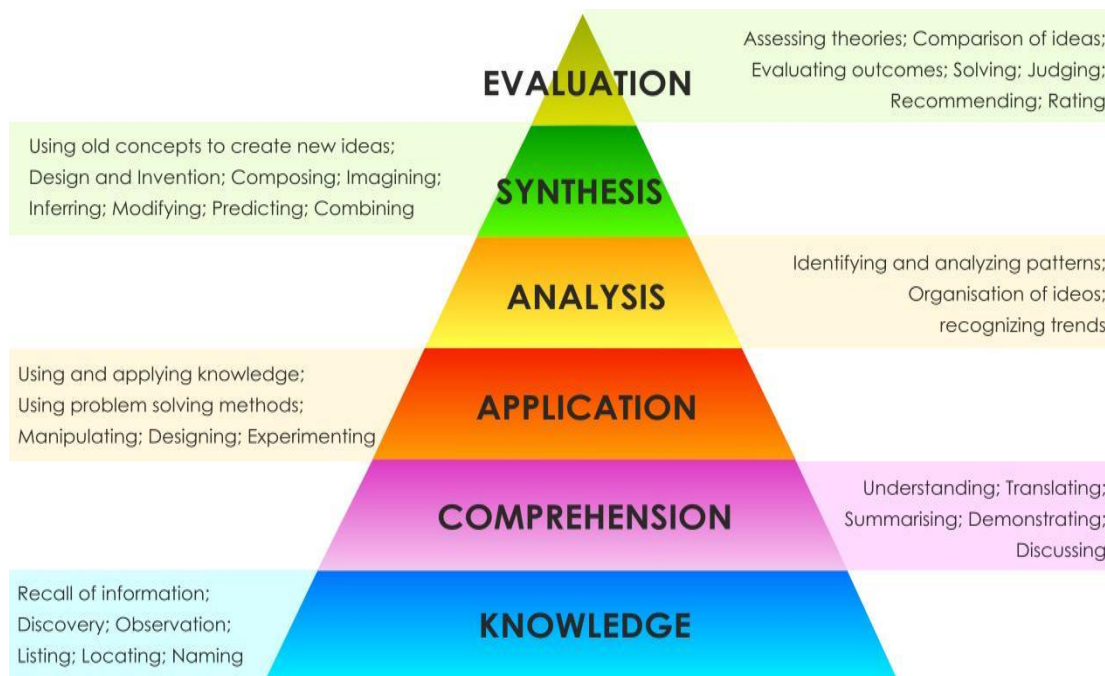 EVALUATION
Assessing theories; Comparison of ideas;
Evaluating outcomes; Solving; Judging;
Recommending; Rating
Using old concepts to create new ideas;
Design and Invention; Composing; Imagining;
Inferring; Modifying; Predicting; Combining
SYNTHESIS
ANALYSIS
Identifying and analyzing patterns;
Organisation of ideos;
recognizing trends
Using and applying knowledge;
Using problem solving methods;
Manipulating; Designing; Experimenting
APPLICATION
COMPREHENSION
Understanding; Translating;
Summarising; Demonstrating;
Discussing
Recall of information;
Discovery; Observation;
Listing; Locating; Naming
KNOWLEDGE